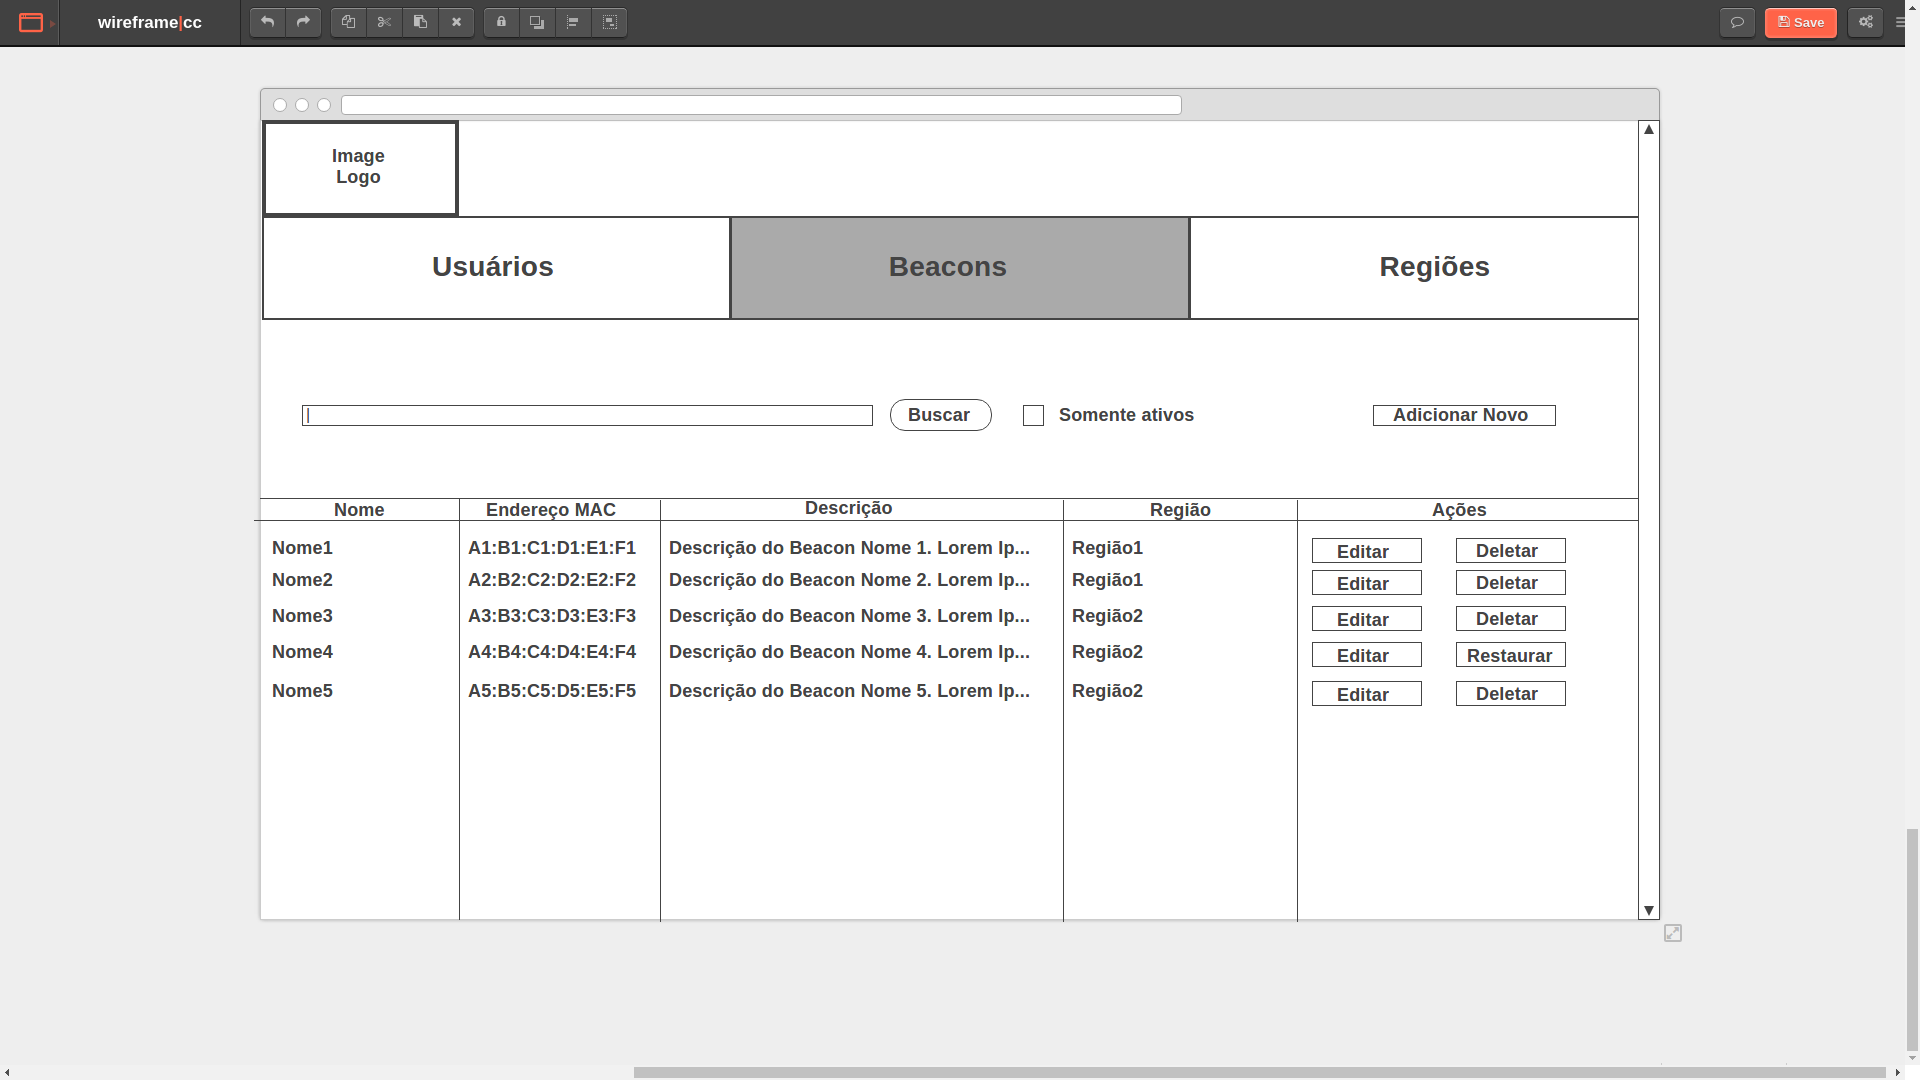 wireframe|cc
Save
Image
Logo
Usuários Beacons Regiões
Buscar Somente ativos Adicionar Novo
Nome Endereço MAC Descrição Região Ações
Nome1 A1:B1:C1:D1:E1:F1 Descrição do Beacon Nome 1. Lorem Ip... Região1 Editar Deletar
Nome2 A2:B2:C2:D2:E2:F2 Descrição do Beacon Nome 2. Lorem Ip... Região1 Editar Deletar
Nome3 A3:B3:C3:D3:E3:F3 Descrição do Beacon Nome 3. Lorem Ip... Região2 Editar Deletar
Nome4 A4:B4:C4:D4:E4:F4 Descrição do Beacon Nome 4. Lorem Ip... Região2 Editar Restaurar
Nome5 A5:B5:C5:D5:E5:F5 Descrição do Beacon Nome 5. Lorem Ip... Região2 Editar Deletar